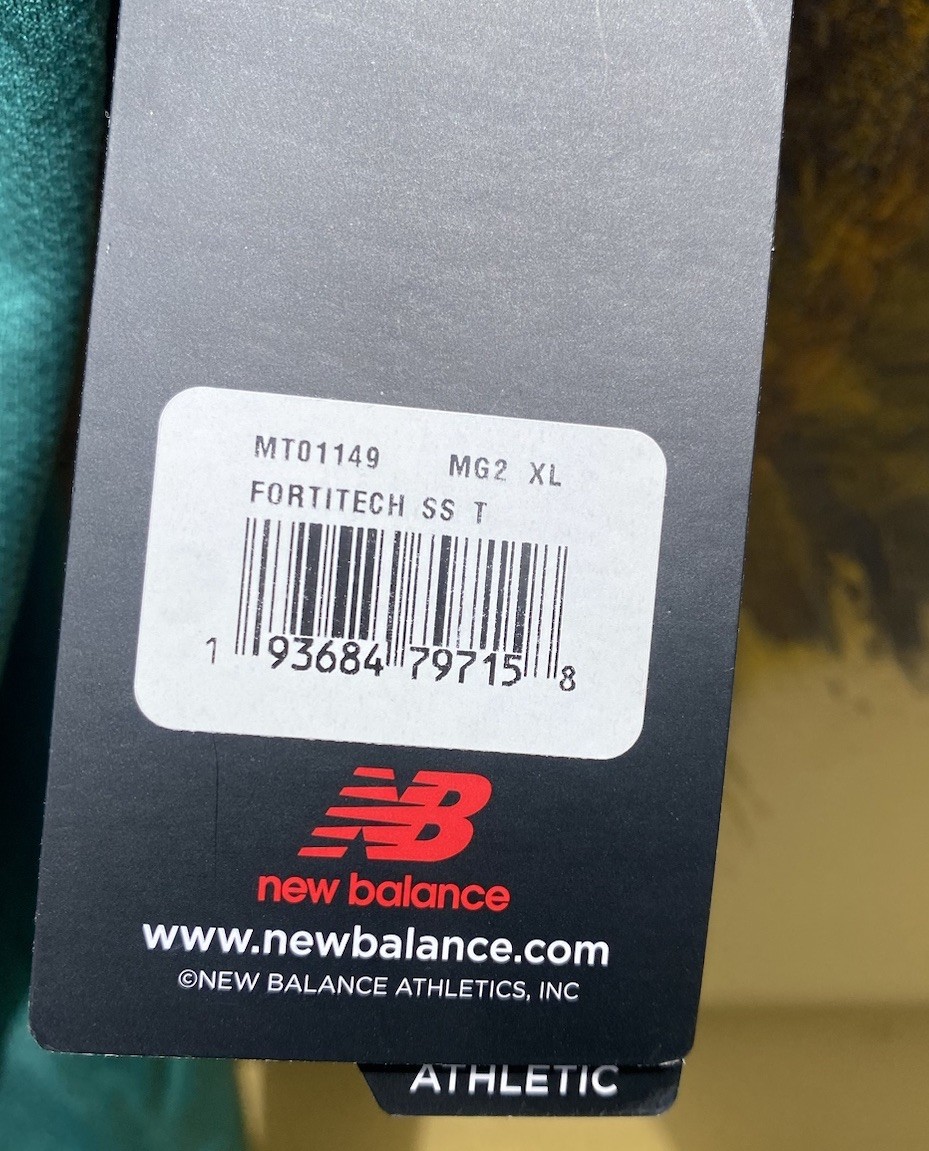 MT01149 MG2 XL
FORTITECH SS T
1 93684 79715 8
NB
new balance
www.newbalance.com
©NEW BALANCE ATHLETICS, INC
ATHLETIC